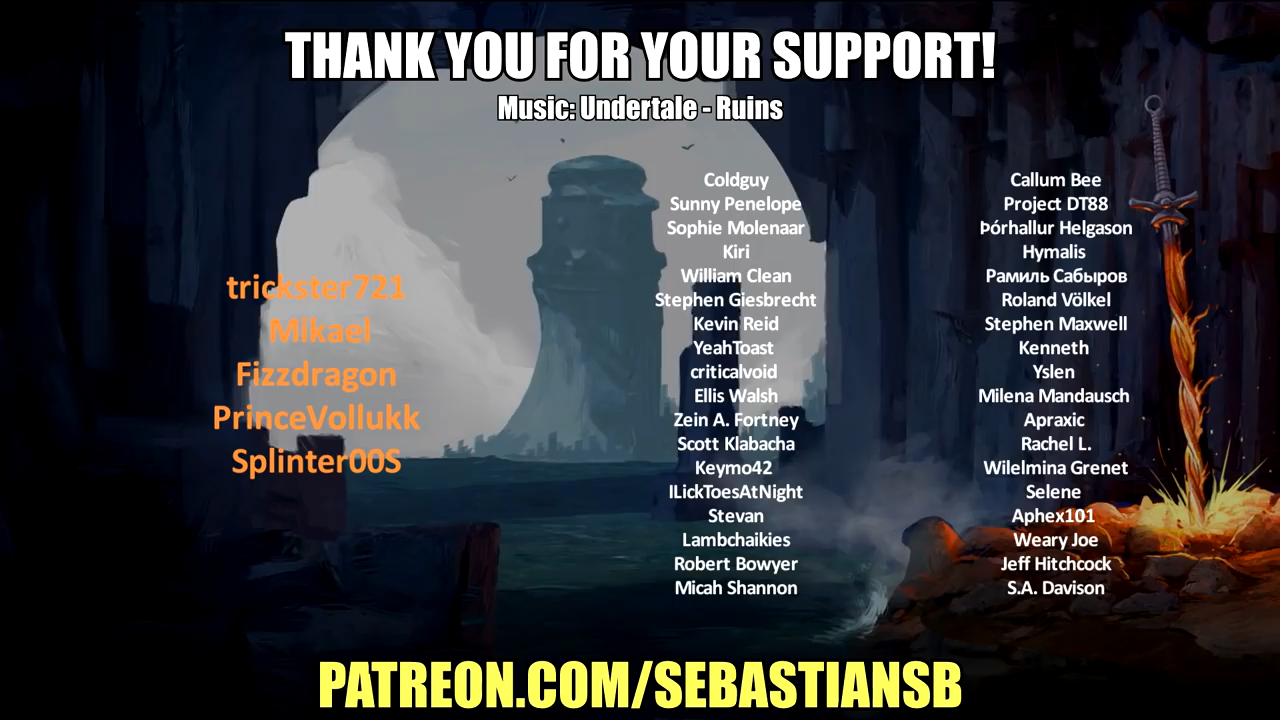 THANK YOU FOR YOUR SUPPORT!
Music: Undertale - Ruins
trickster721
Mikael
Fizzdragon
PrinceVollukk
Splinter00S
Coldguy
Sunny Penelope
Sophie Molenaar
Kiri
William Clean
Stephen Giesbrecht
Kevin Reid
YeahToast
criticalvoid
Ellis Walsh
Zein A. Fortney
Scott Klabacha
Keymo42
ILickToesAtNight
Stevan
Lambchaikies
Robert Bowyer
Micah Shannon
Callum Bee
Project DT88
Þórhallur Helgason
Hymalis
Рамиль Сабыров
Roland Völkel
Stephen Maxwell
Kenneth
Yslen
Milena Mandausch
Apraxic
Rachel L.
Wilelmina Grenet
Selene
Aphex101
Weary Joe
Jeff Hitchcock
S.A. Davison
PATREON.COM/SEBASTIANSB